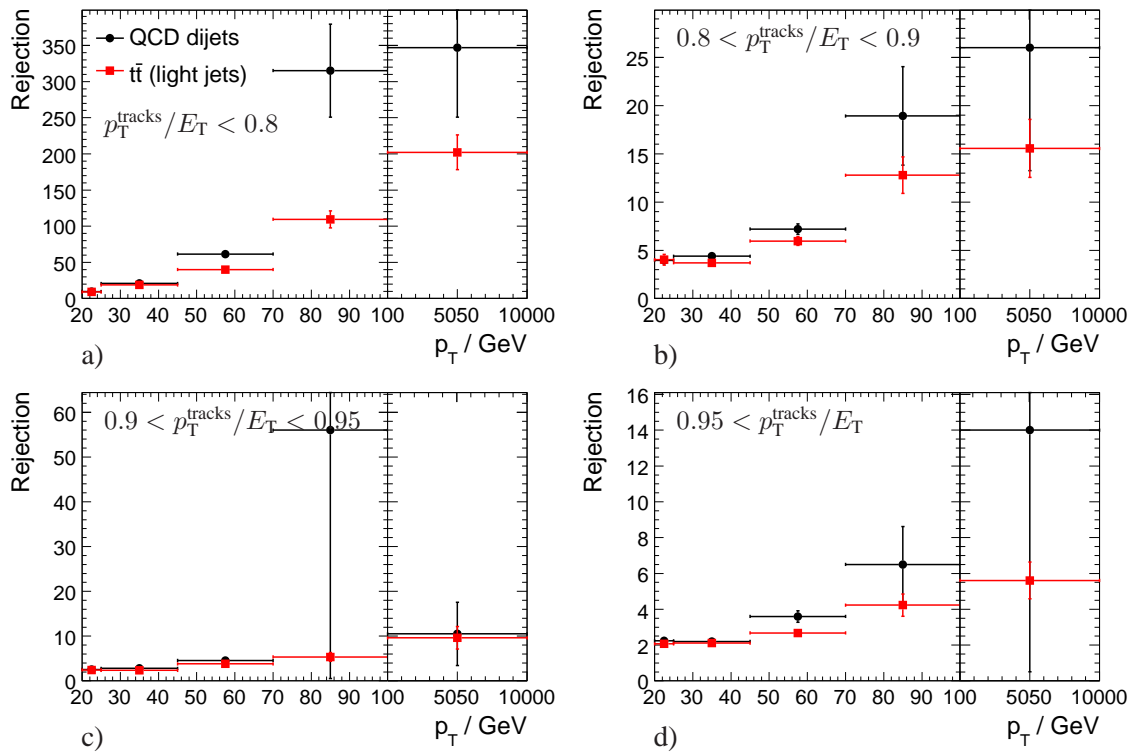 Rejection
350
300
250
200
150
100
50
0
QCD dijets
tt̄ (light jets)
p_T^tracks/E_T < 0.8
20 30 40 50 60 70 80 90 100 5050 10000
p_T / GeV
a)
Rejection
25
20
15
10
5
0
0.8 < p_T^tracks/E_T < 0.9
20 30 40 50 60 70 80 90 100 5050 10000
p_T / GeV
b)
Rejection
60
50
40
30
20
10
0
0.9 < p_T^tracks/E_T < 0.95
20 30 40 50 60 70 80 90 100 5050 10000
p_T / GeV
c)
Rejection
16
14
12
10
8
6
4
2
0
0.95 < p_T^tracks/E_T
20 30 40 50 60 70 80 90 100 5050 10000
p_T / GeV
d)